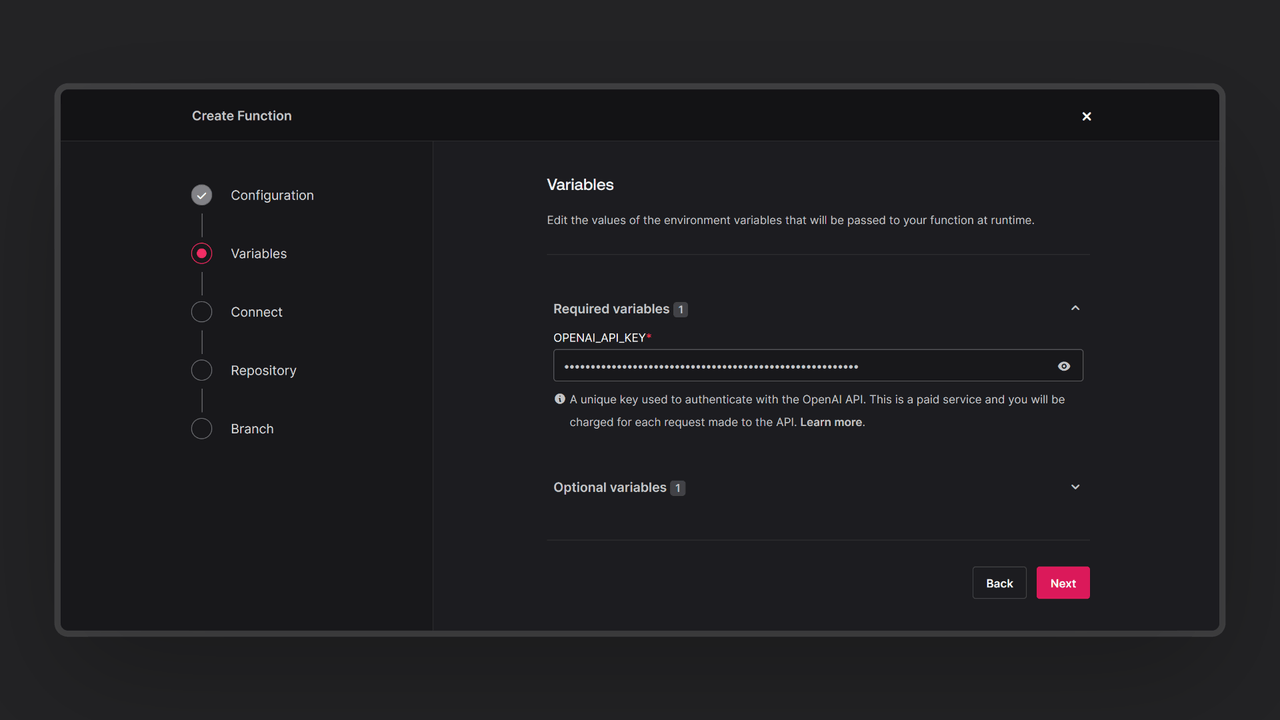 Create Function
Configuration
Variables
Connect
Repository
Branch
Variables
Edit the values of the environment variables that will be passed to your function at runtime.
Required variables 1
OPENAI_API_KEY*
••••••••••••••••••••••••••••••••••••••••••••••••••••••••
A unique key used to authenticate with the OpenAI API. This is a paid service and you will be
charged for each request made to the API. Learn more.
Optional variables 1
Back
Next